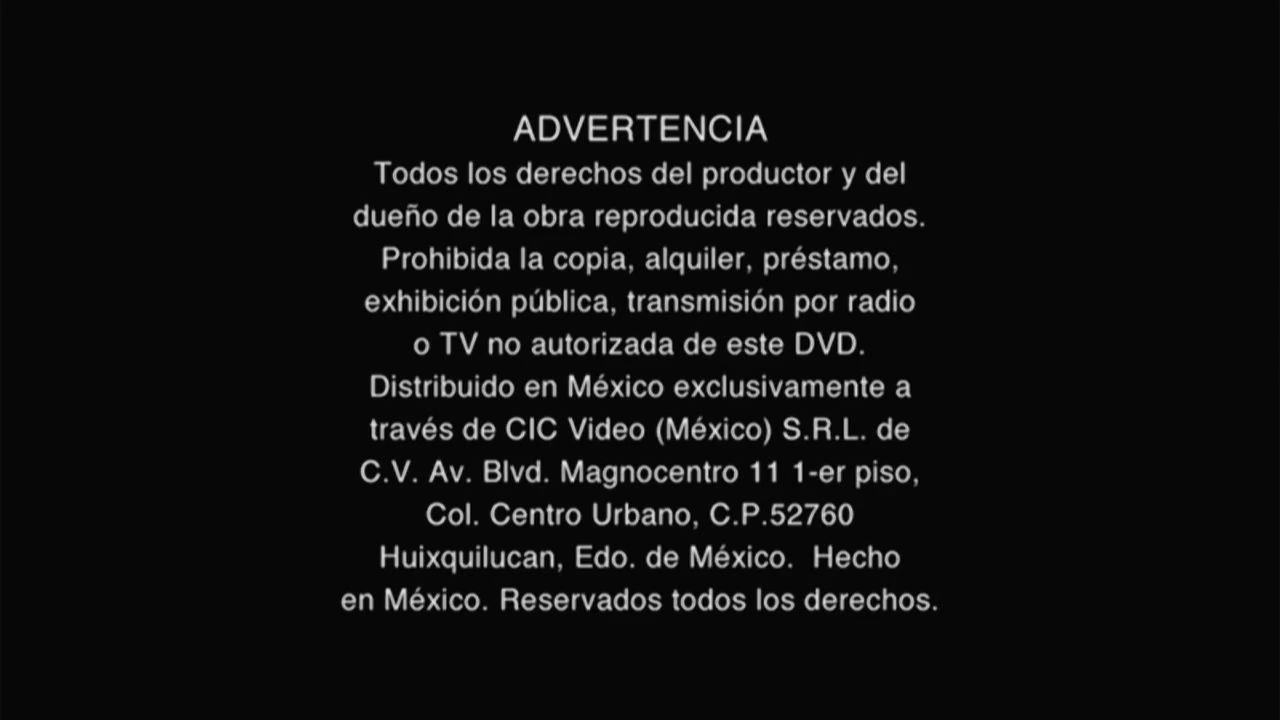 ADVERTENCIA
Todos los derechos del productor y del
dueño de la obra reproducida reservados.
Prohibida la copia, alquiler, préstamo,
exhibición pública, transmisión por radio
o TV no autorizada de este DVD.
Distribuido en México exclusivamente a
través de CIC Video (México) S.R.L. de
C.V. Av. Blvd. Magnocentro 11 1-er piso,
Col. Centro Urbano, C.P.52760
Huixquilucan, Edo. de México.  Hecho
en México. Reservados todos los derechos.